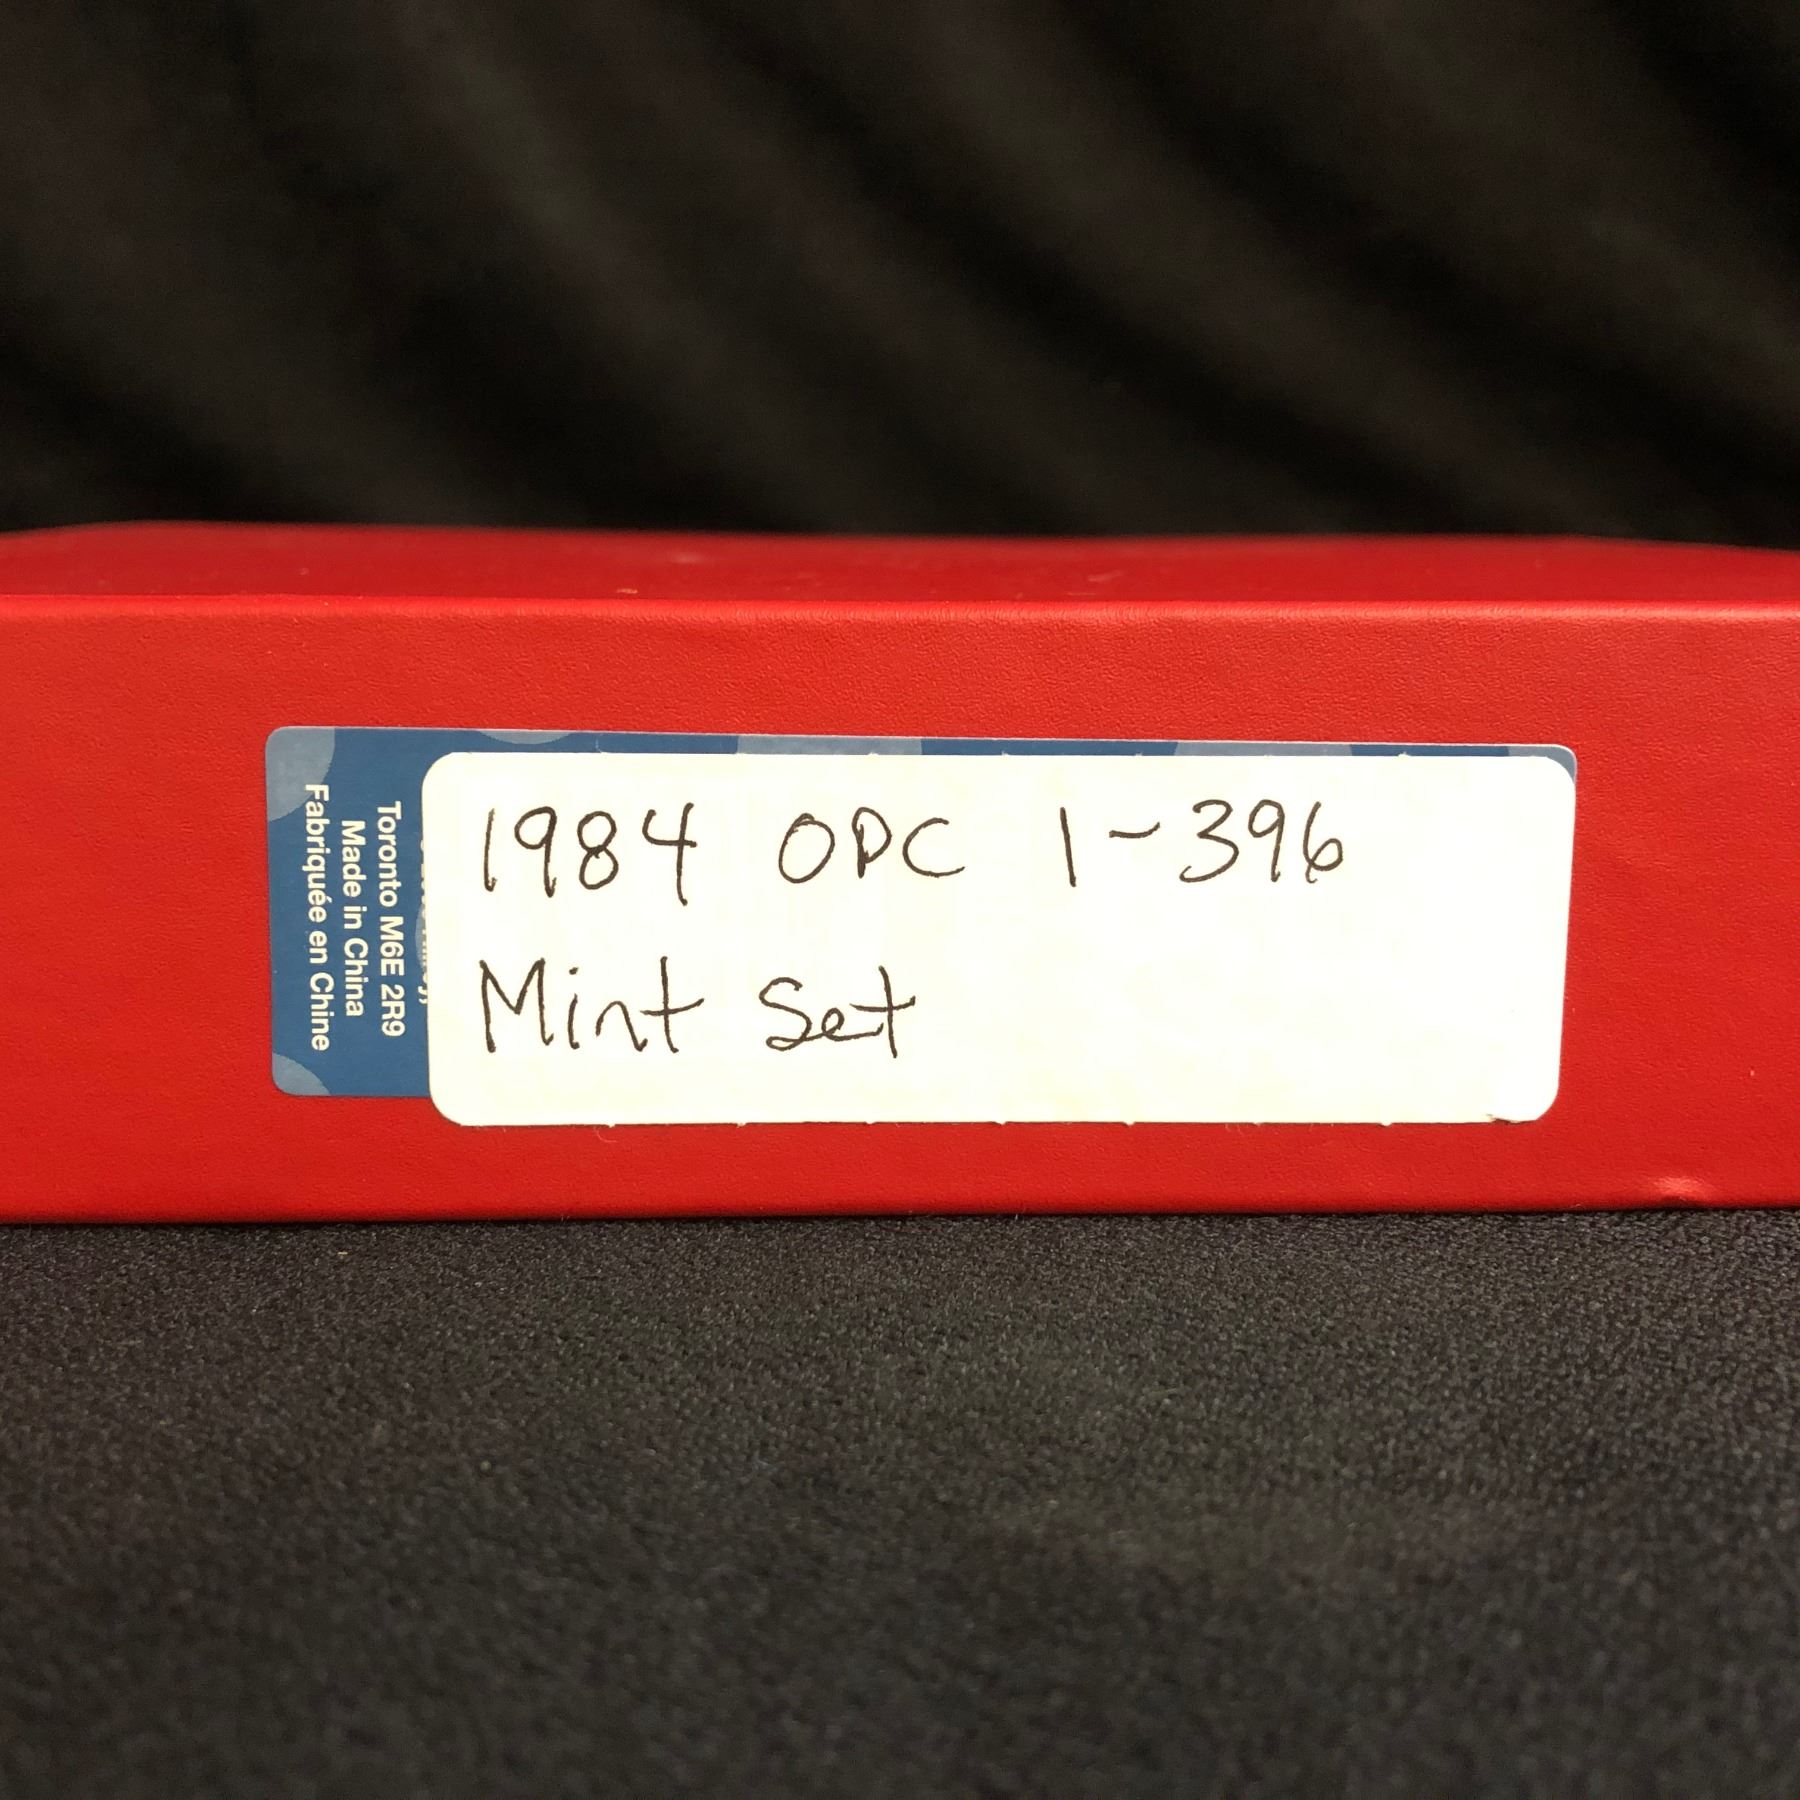 1984 OPC 1-396
Mint Set
Toronto M6E 2R9
Made in China
Fabriquée en Chine